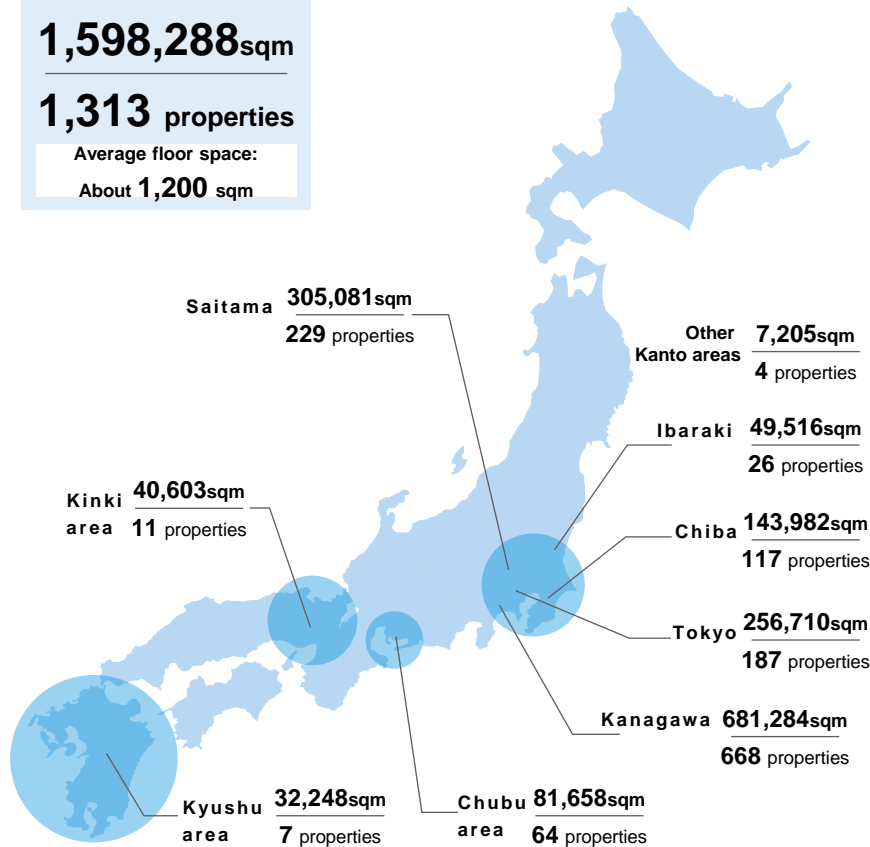 1,598,288sqm
1,313 properties
Average floor space:
About 1,200 sqm
Saitama 305,081sqm
229 properties
Other
Kanto areas
7,205sqm
4 properties
Ibaraki 49,516sqm
26 properties
Kinki
area
40,603sqm
11 properties
Chiba 143,982sqm
117 properties
Tokyo 256,710sqm
187 properties
Kanagawa 681,284sqm
668 properties
Kyushu
area
32,248sqm
7 properties
Chubu
area
81,658sqm
64 properties